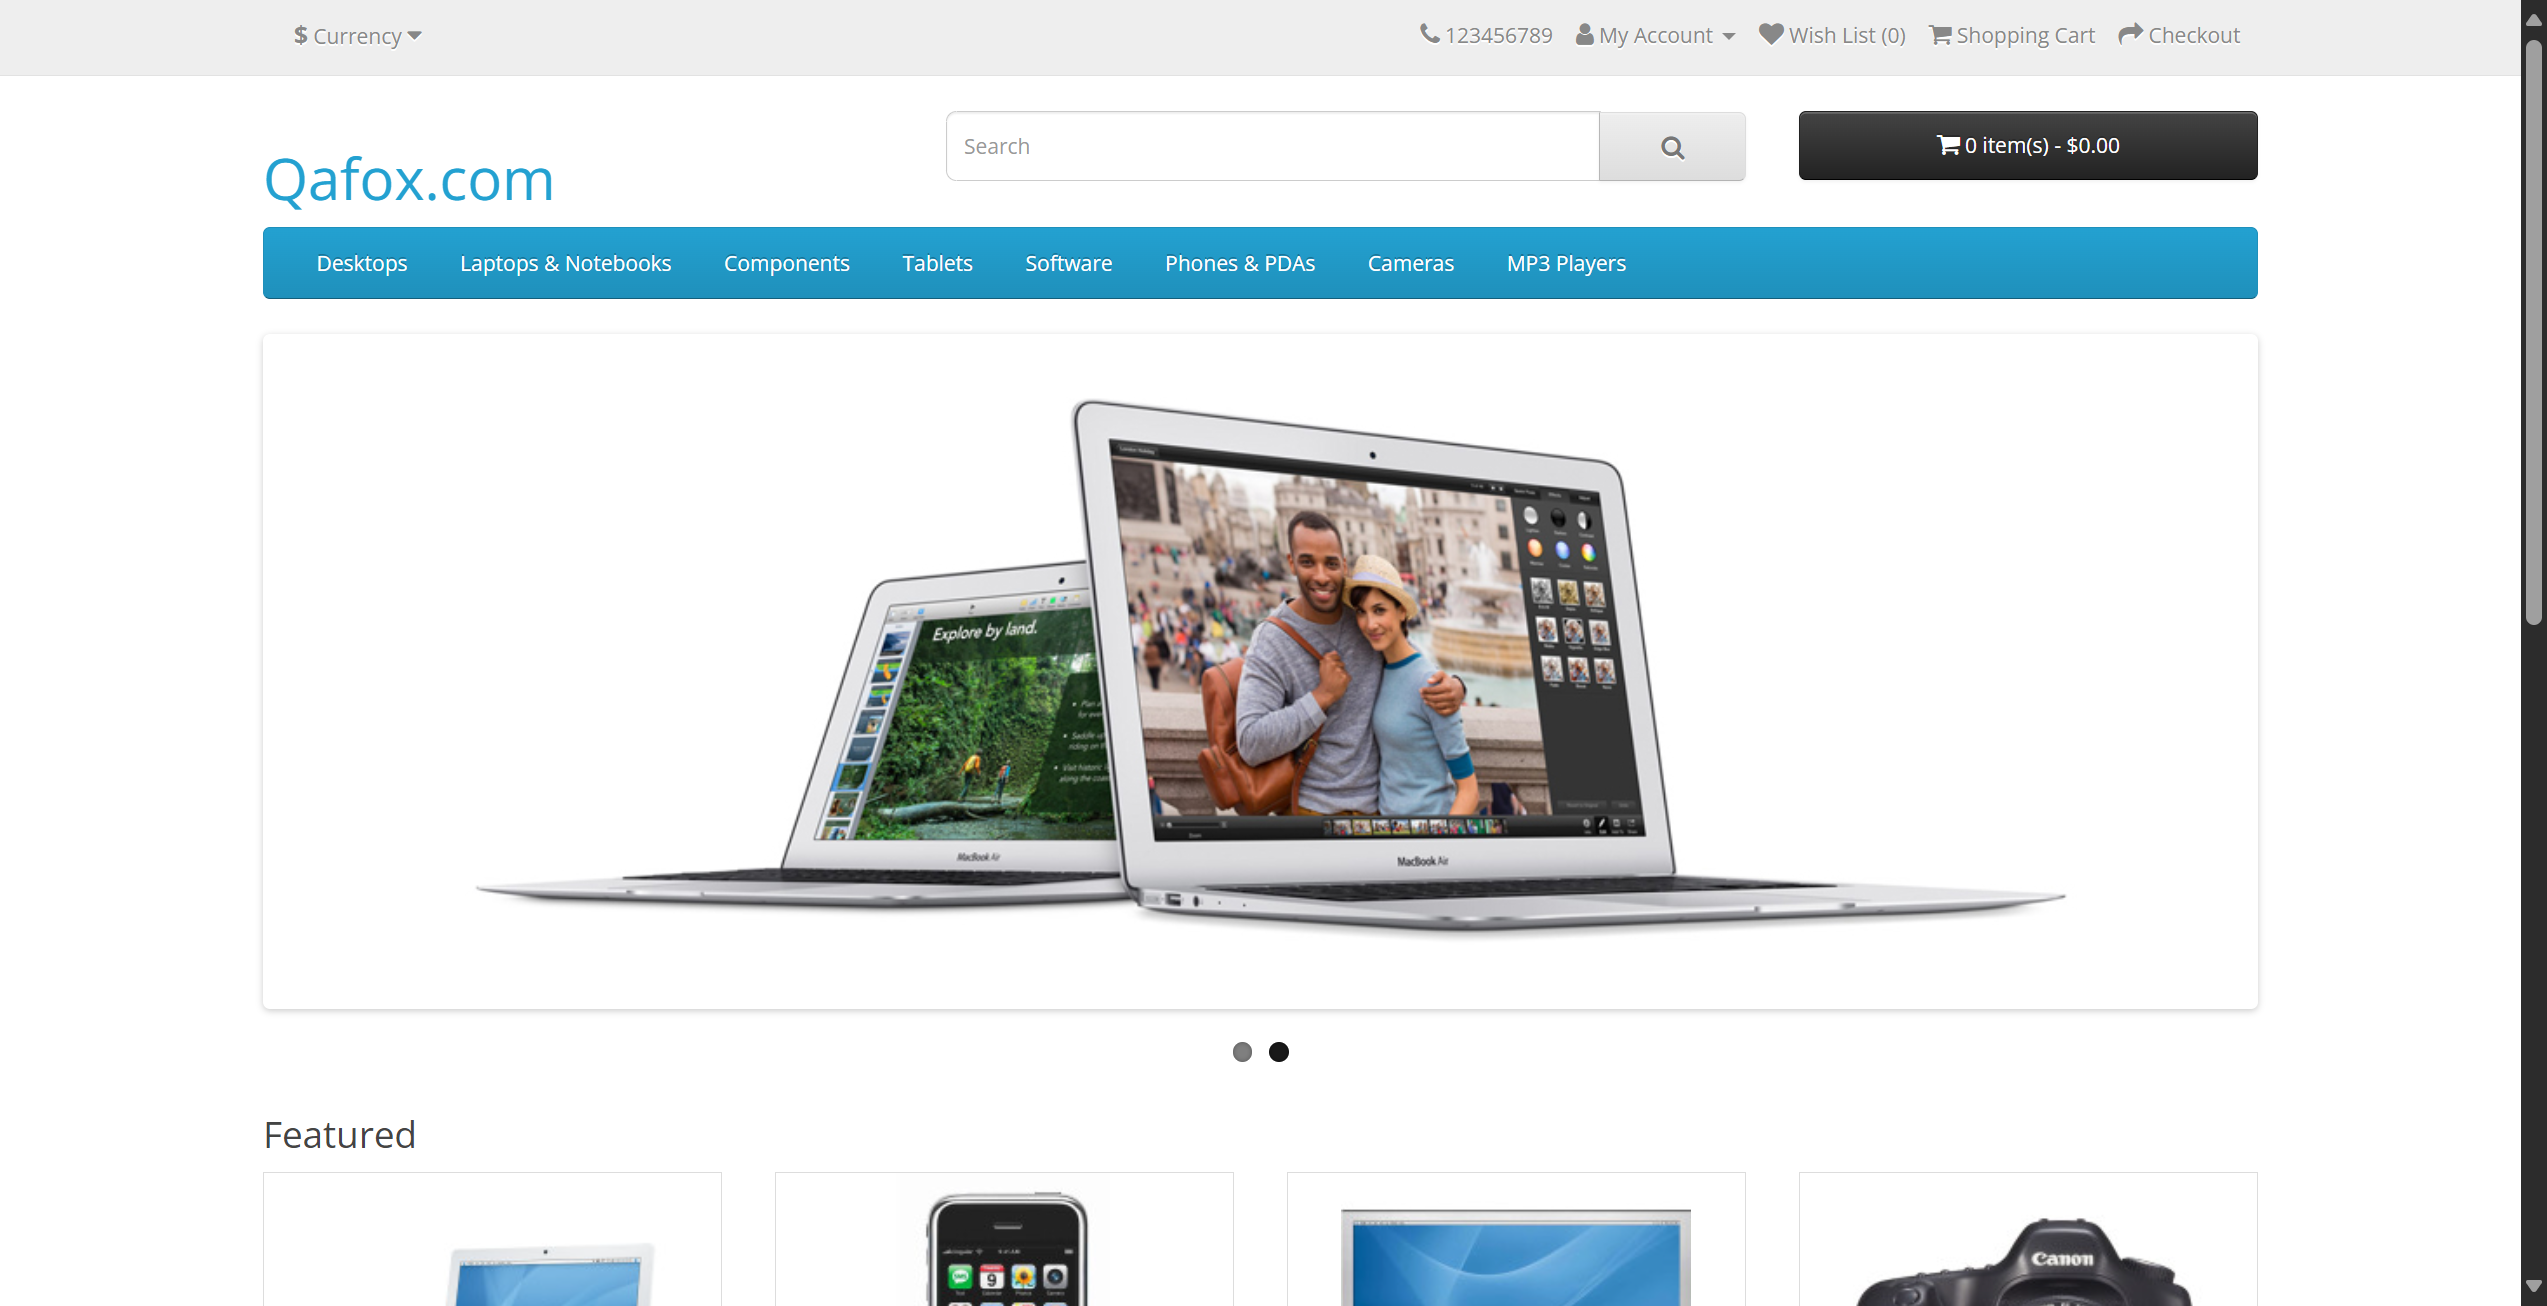 $ Currency
123456789 My Account Wish List (0) Shopping Cart Checkout
Qafox.com
Search
0 item(s) - $0.00
Desktops Laptops & Notebooks Components Tablets Software Phones & PDAs Cameras MP3 Players
Explore by land.
MacBook Air
MacBook Air
Featured
9
Canon